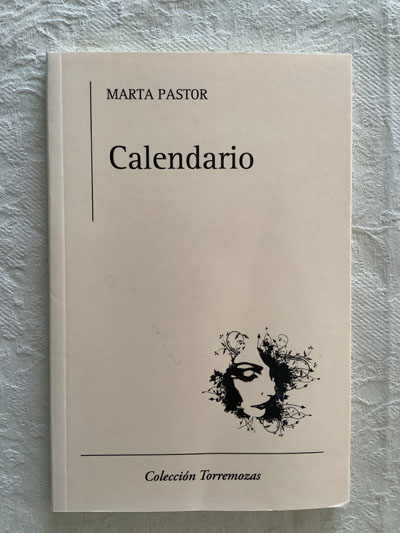 MARTA PASTOR
Calendario
Colección Torremozas